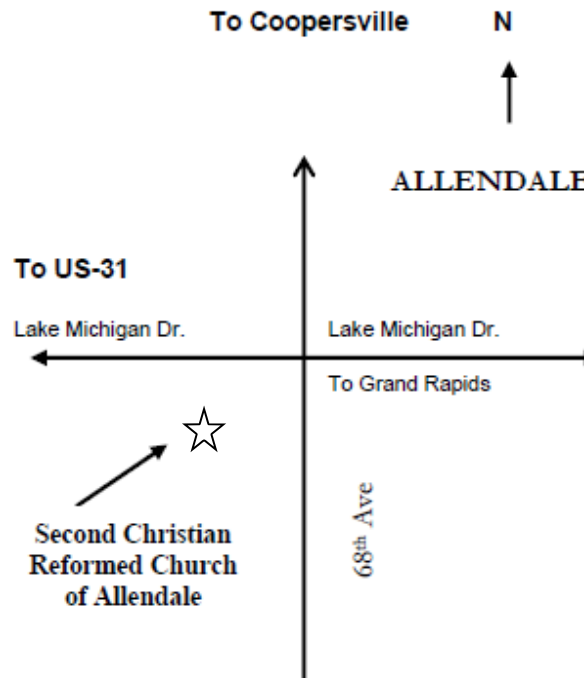 To Coopersville N
ALLENDALE
To US-31
Lake Michigan Dr. Lake Michigan Dr.
To Grand Rapids
68th Ave
Second Christian
Reformed Church
of Allendale